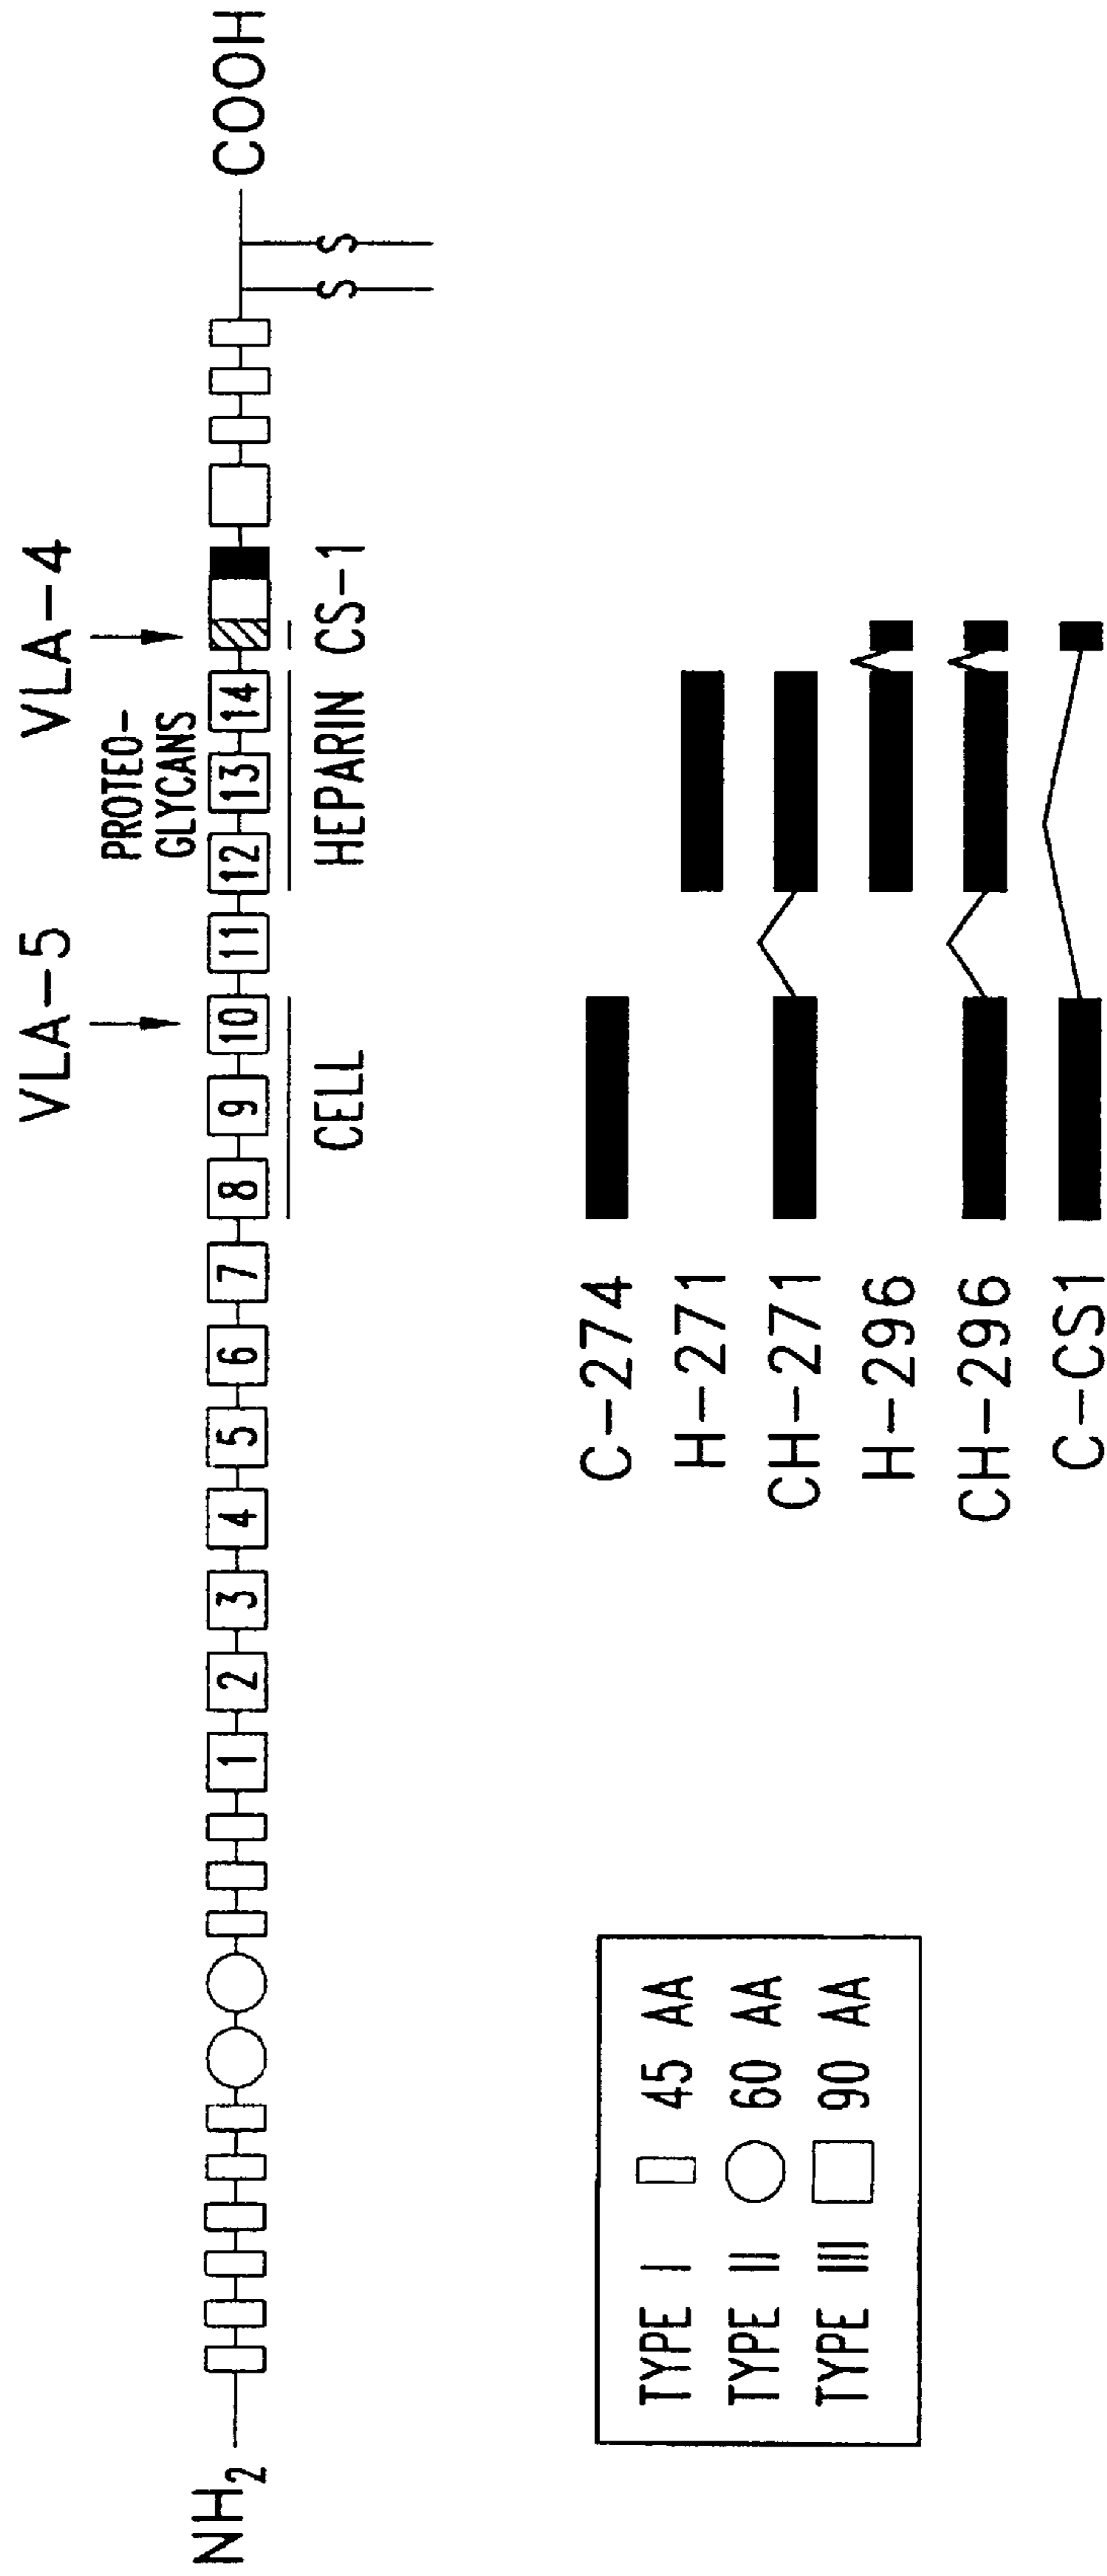 VLA-5
VLA-4
PROTEO-
GLYCANS
NH2
1 2 3 4 5 6 7 8 9 10 11 12 13 14
COOH
CELL
HEPARIN
CS-1
S S
TYPE I 45 AA
TYPE II 60 AA
TYPE III 90 AA
C-274
H-271
CH-271
H-296
CH-296
C-CS1